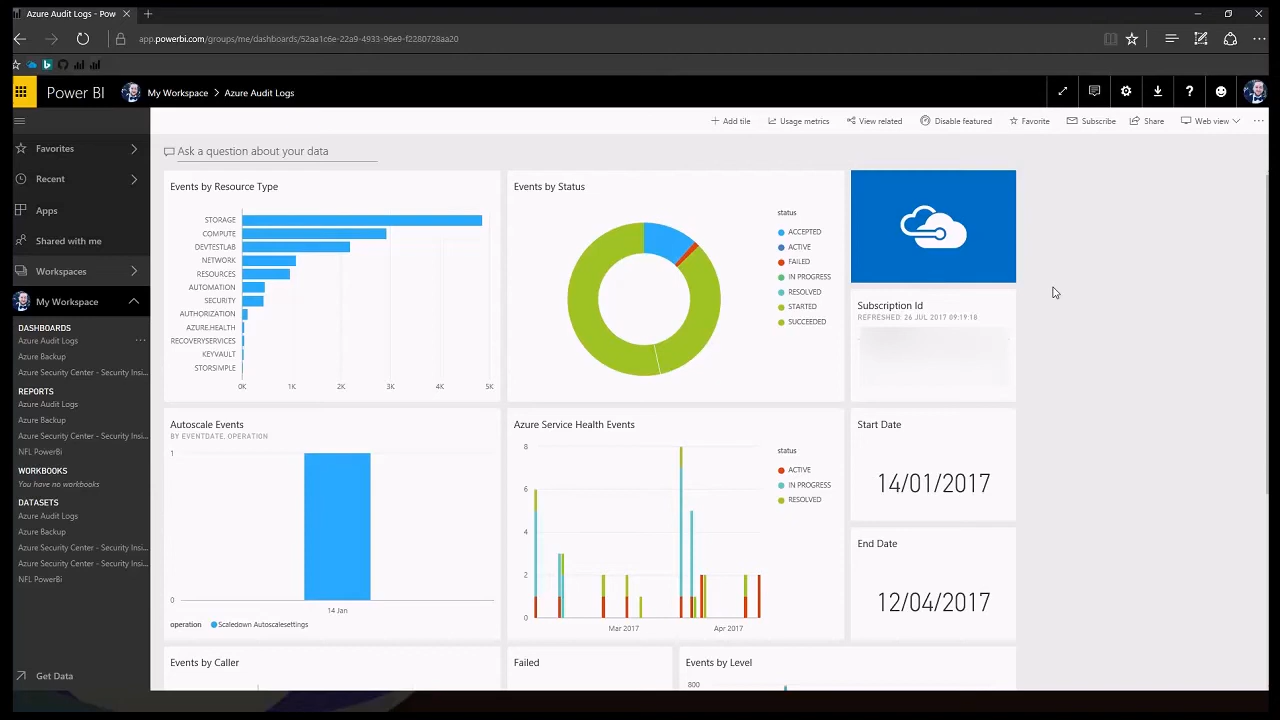 Azure Audit Logs - Pow
app.powerbi.com/groups/me/dashboards/52aa1c6e-22a9-4933-96e9-f2280728aa20
Power BI
My Workspace > Azure Audit Logs
Add tile
Usage metrics
View related
Disable featured
Favorite
Subscribe
Share
Web view
Favorites
Recent
Apps
Shared with me
Workspaces
My Workspace
DASHBOARDS
Azure Audit Logs
Azure Backup
Azure Security Center - Security Insi...
REPORTS
Azure Audit Logs
Azure Backup
Azure Security Center - Security Insi...
NFL PowerBi
WORKBOOKS
You have no workbooks
DATASETS
Azure Audit Logs
Azure Backup
Azure Security Center - Security Insi...
Azure Security Center - Security Insi...
NFL PowerBi
Get Data
Ask a question about your data
Events by Resource Type
STORAGE
COMPUTE
DEVTESTLAB
NETWORK
RESOURCES
AUTOMATION
SECURITY
AUTHORIZATION
AZURE.HEALTH
RECOVERYSERVICES
KEYVAULT
STORSIMPLE
0K 1K 2K 3K 4K 5K
Events by Status
status
ACCEPTED
ACTIVE
FAILED
IN PROGRESS
RESOLVED
STARTED
SUCCEEDED
Subscription Id
REFRESHED 26 JUL 2017 09:19:18
Autoscale Events
BY EVENTDATE, OPERATION
1
0
14 Jan
operation Scaledown Autoscalesettings
Azure Service Health Events
8
6
4
2
0
Mar 2017 Apr 2017
status
ACTIVE
IN PROGRESS
RESOLVED
Start Date
14/01/2017
End Date
12/04/2017
Events by Caller
Failed
Events by Level
800